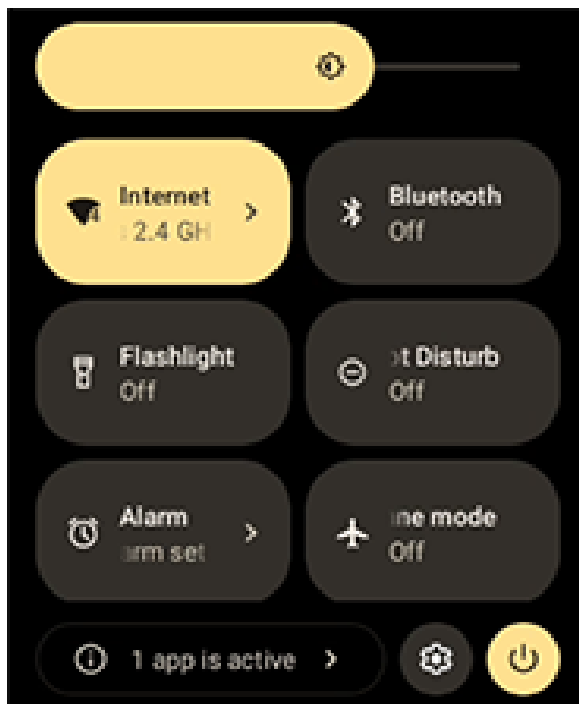 Internet
2.4 GH
Bluetooth
Off
Flashlight
Off
t Disturb
Off
Alarm
arm set
ne mode
Off
1 app is active